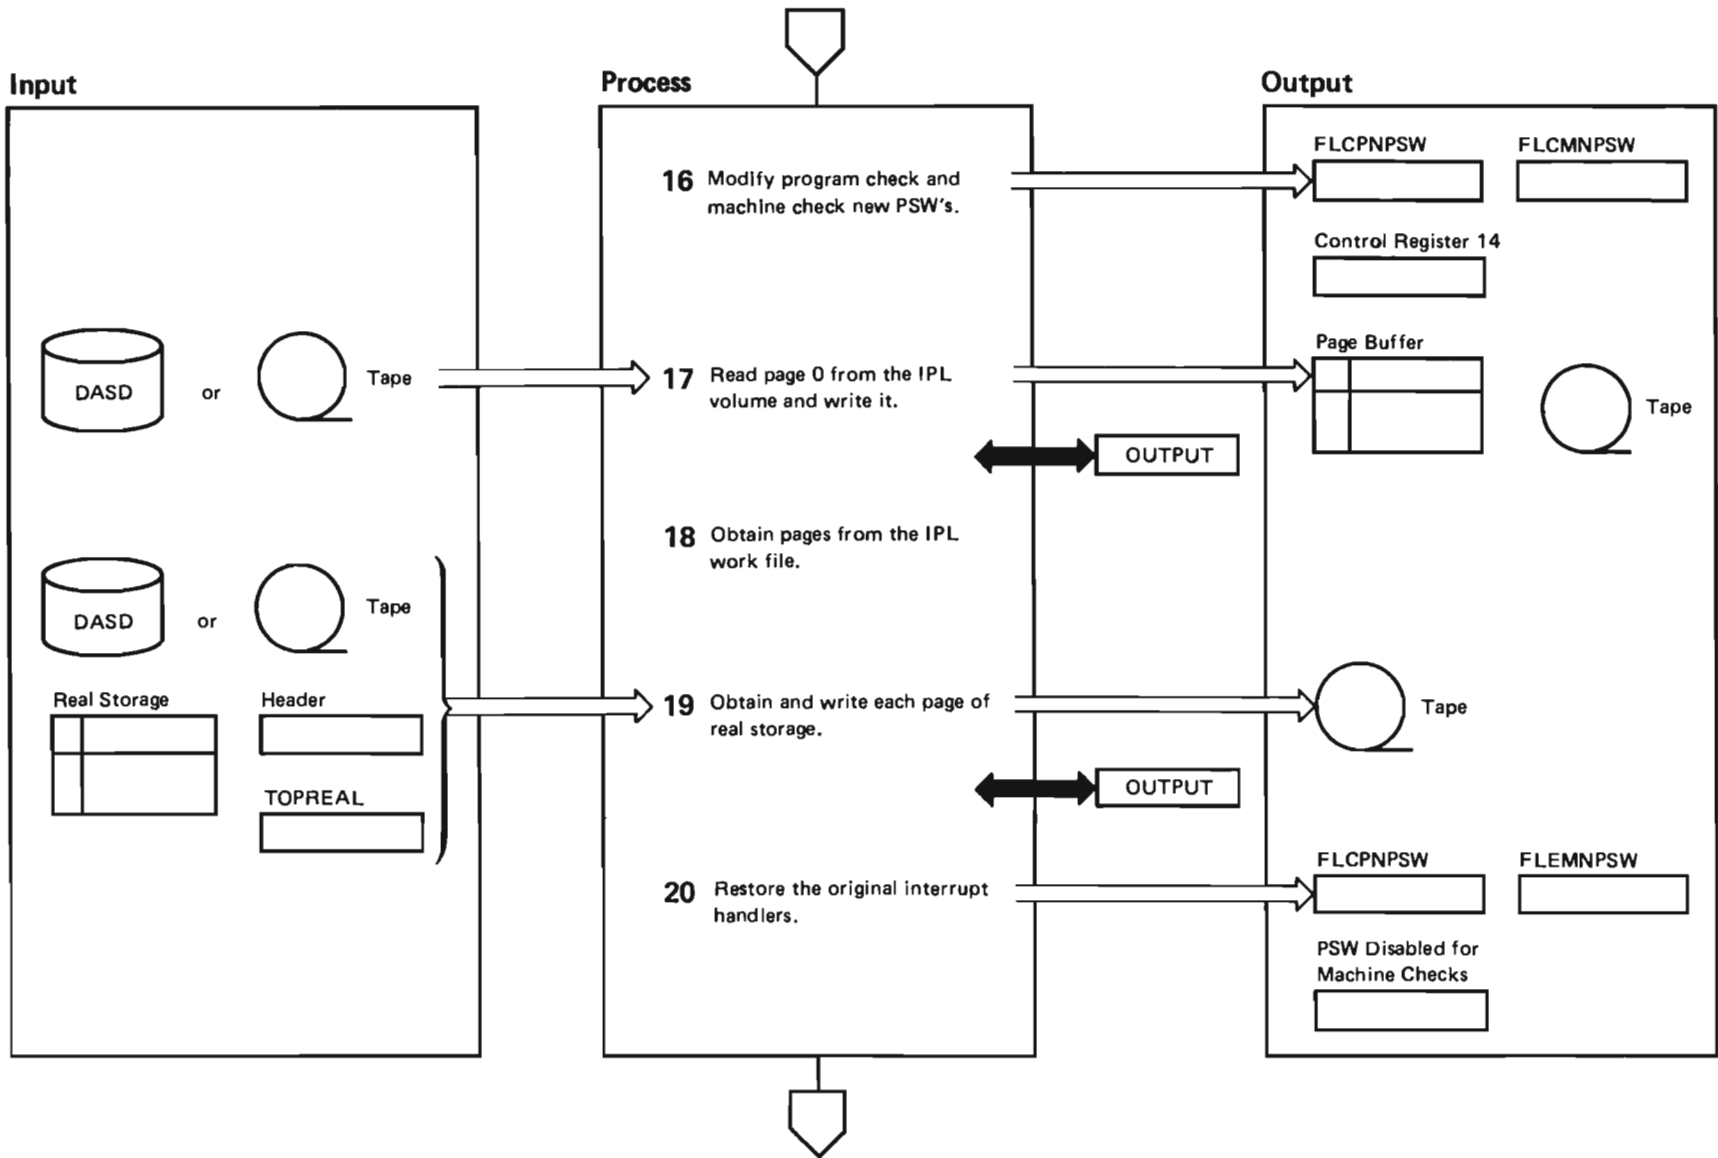 Input
Process
Output
FLCPNPSW
FLCMNPSW
16 Modify program check and
machine check new PSW's.
Control Register 14
Page Buffer
DASD
or
Tape
17 Read page 0 from the IPL
volume and write it.
Tape
OUTPUT
18 Obtain pages from the IPL
work file.
DASD
or
Tape
Real Storage
Header
19 Obtain and write each page of
real storage.
Tape
TOPREAL
OUTPUT
20 Restore the original interrupt
handlers.
FLCPNPSW
FLEMNPSW
PSW Disabled for
Machine Checks